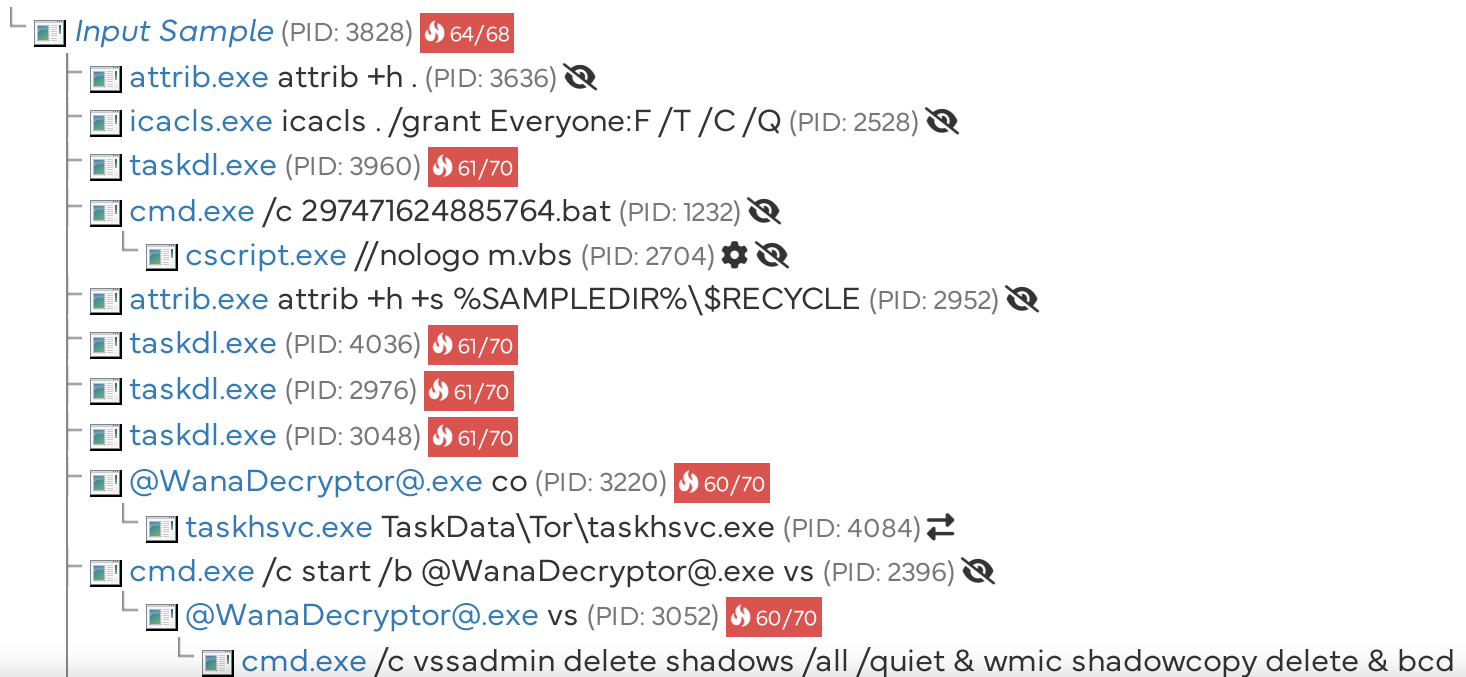 Input Sample (PID: 3828) 64/68
attrib.exe attrib +h . (PID: 3636)
icacls.exe icacls . /grant Everyone:F /T /C /Q (PID: 2528)
taskdl.exe (PID: 3960) 61/70
cmd.exe /c 297471624885764.bat (PID: 1232)
cscript.exe //nologo m.vbs (PID: 2704)
attrib.exe attrib +h +s %SAMPLEDIR%\$RECYCLE (PID: 2952)
taskdl.exe (PID: 4036) 61/70
taskdl.exe (PID: 2976) 61/70
taskdl.exe (PID: 3048) 61/70
@WanaDecryptor@.exe co (PID: 3220) 60/70
taskhsvc.exe TaskData\Tor\taskhsvc.exe (PID: 4084)
cmd.exe /c start /b @WanaDecryptor@.exe vs (PID: 2396)
@WanaDecryptor@.exe vs (PID: 3052) 60/70
cmd.exe /c vssadmin delete shadows /all /quiet & wmic shadowcopy delete & bcd